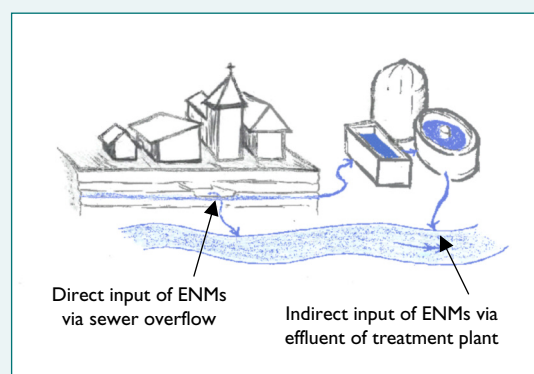 Direct input of ENMs
via sewer overflow
Indirect input of ENMs via
effluent of treatment plant